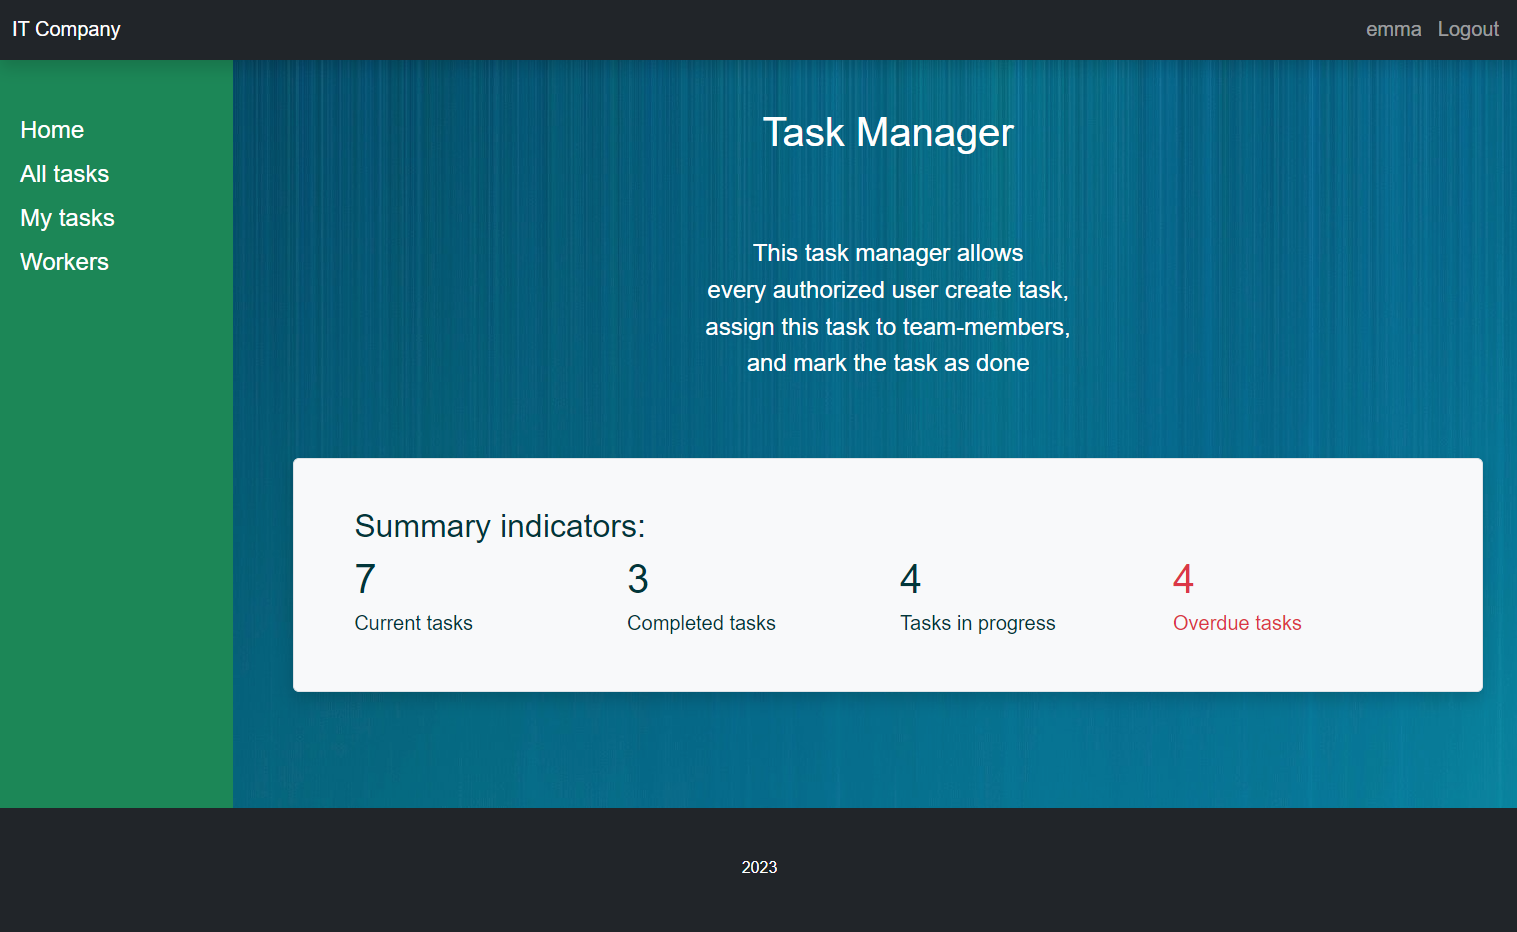 IT Company
emma Logout
Home
All tasks
My tasks
Workers
Task Manager
This task manager allows
every authorized user create task,
assign this task to team-members,
and mark the task as done
Summary indicators:
7
Current tasks
3
Completed tasks
4
Tasks in progress
4
Overdue tasks
2023